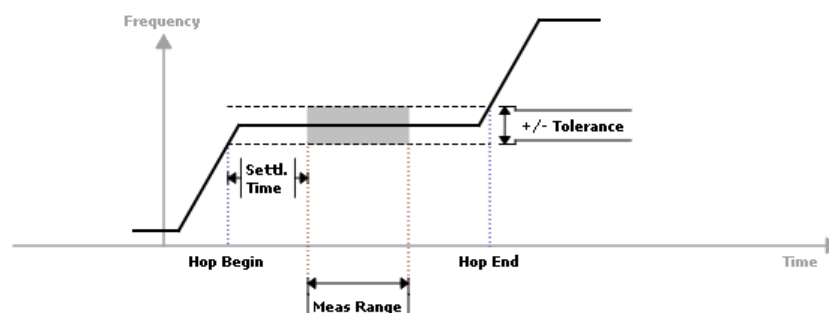 Frequency
+/- Tolerance
Settl.
Time
Hop Begin
Hop End
Time
Meas Range